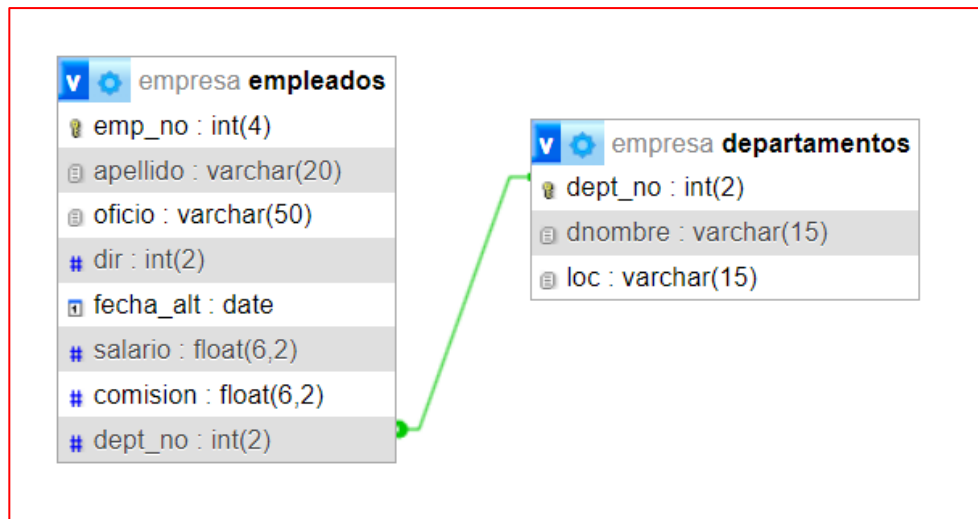 v empresa empleados
emp_no : int(4)
apellido : varchar(20)
oficio : varchar(50)
# dir : int(2)
fecha_alt : date
# salario : float(6,2)
# comision : float(6,2)
# dept_no : int(2)
v empresa departamentos
dept_no : int(2)
dnombre : varchar(15)
loc : varchar(15)